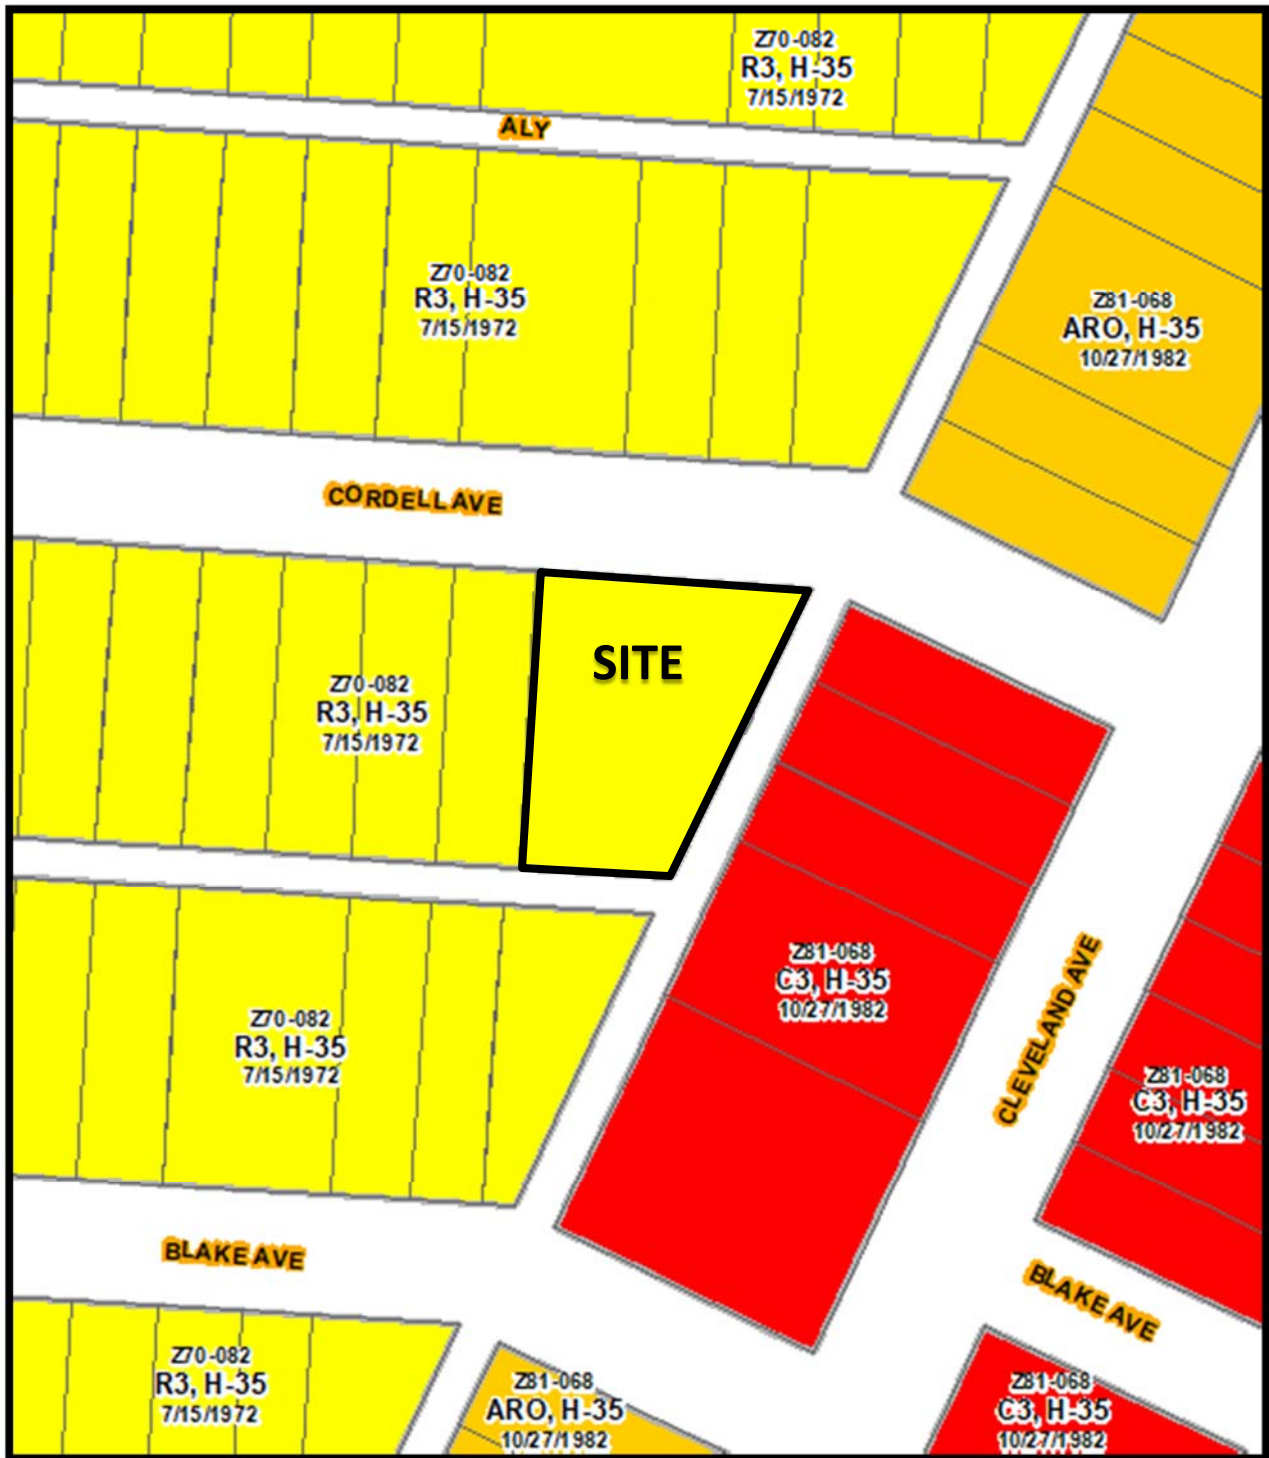 Z70-082
R3, H-35
7/15/1972
ALY
Z70-082
R3, H-35
7/15/1972
Z81-068
ARO, H-35
10/27/1982
CORDELL AVE
SITE
Z70-082
R3, H-35
7/15/1972
Z81-068
C3, H-35
10/27/1982
CLEVELAND AVE
Z70-082
R3, H-35
7/15/1972
Z81-068
C3, H-35
10/27/1982
BLAKE AVE
BLAKE AVE
Z70-082
R3, H-35
7/15/1972
Z81-068
ARO, H-35
10/27/1982
Z81-068
C3, H-35
10/27/1982